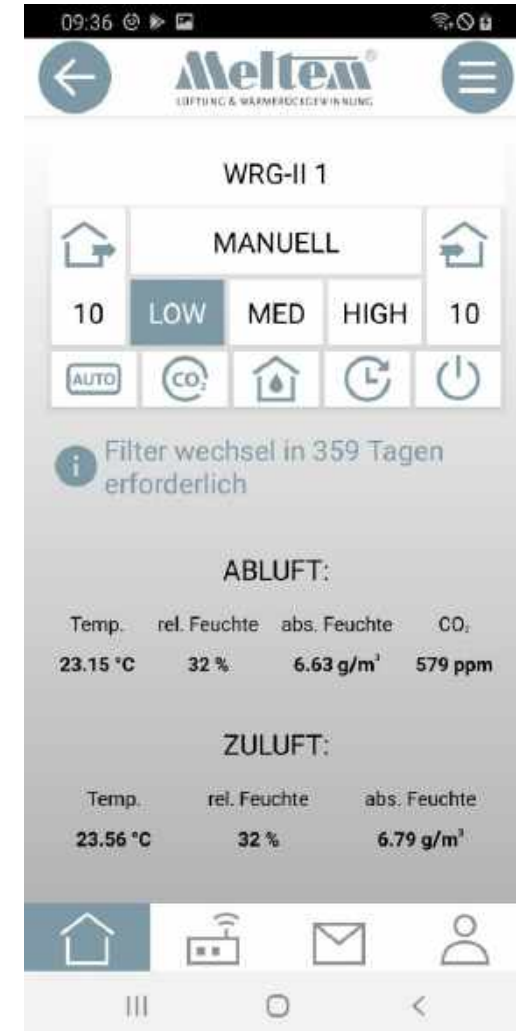 09:36
Meltem®
LÜFTUNG & WÄRMERÜCKGEWINNUNG
WRG-II 1
MANUELL
10 LOW MED HIGH 10
AUTO CO₂
Filter wechsel in 359 Tagen
erforderlich
ABLUFT:
Temp. rel. Feuchte abs. Feuchte CO₂
23.15 °C 32 % 6.63 g/m³ 579 ppm
ZULUFT:
Temp. rel. Feuchte abs. Feuchte
23.56 °C 32 % 6.79 g/m³